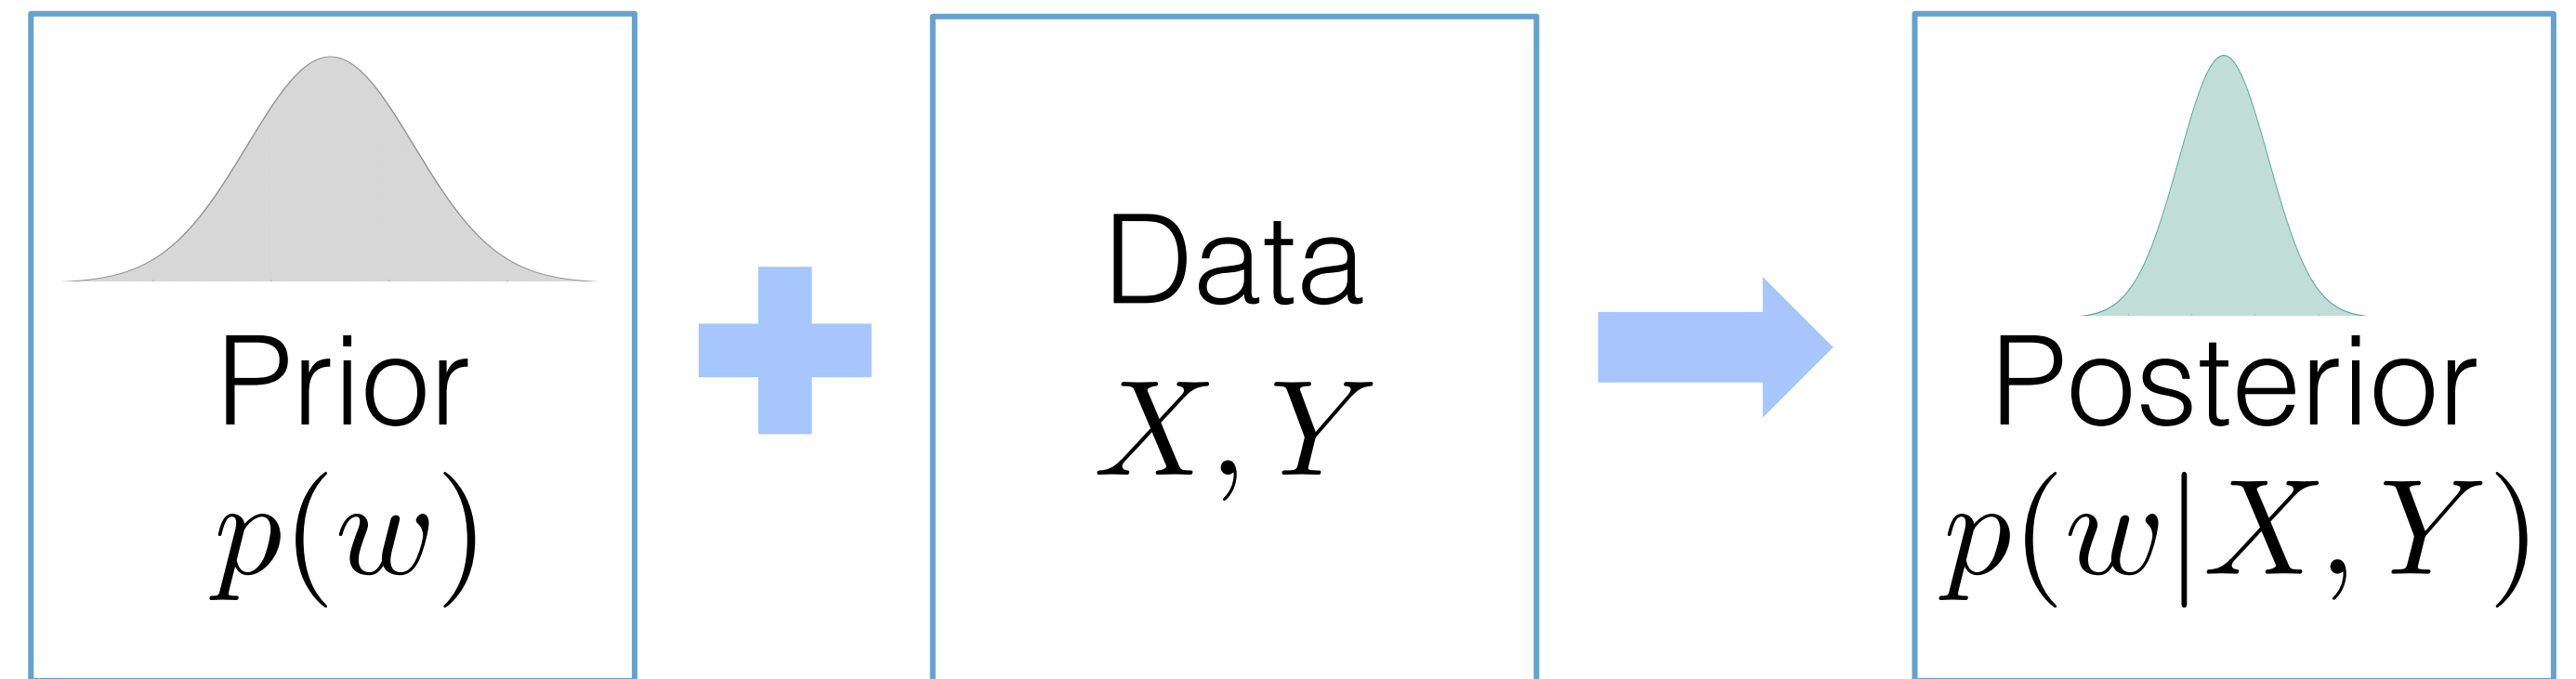 Prior
p(w)
Data
X, Y
Posterior
p(w|X, Y)